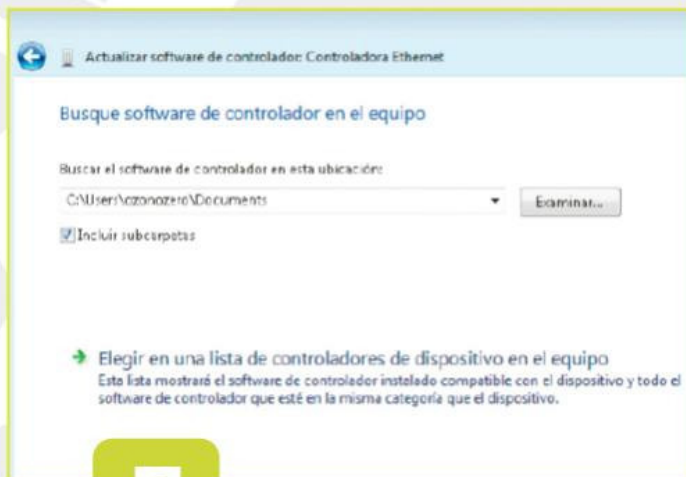 Actualizar software de controlador: Controladora Ethernet
Busque software de controlador en el equipo
Buscar el software de controlador en esta ubicación:
C:\Users\ozonozero\Documents
Examinar...
Incluir subcarpetas
Elegir en una lista de controladores de dispositivo en el equipo
Esta lista mostrará el software de controlador instalado compatible con el dispositivo y todo el
software de controlador que esté en la misma categoría que el dispositivo.